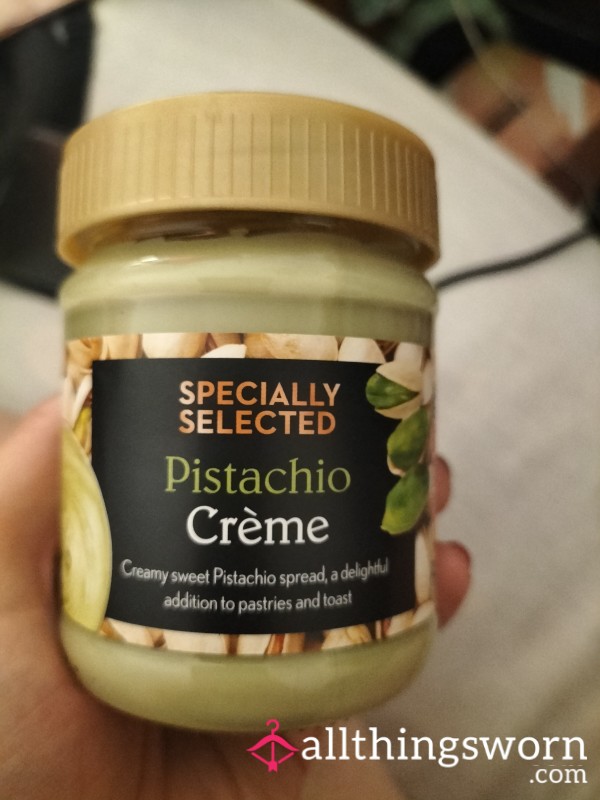 SPECIALLY
SELECTED
Pistachio
Crème
Creamy sweet Pistachio spread, a delightful
addition to pastries and toast
allthingsworn
.com